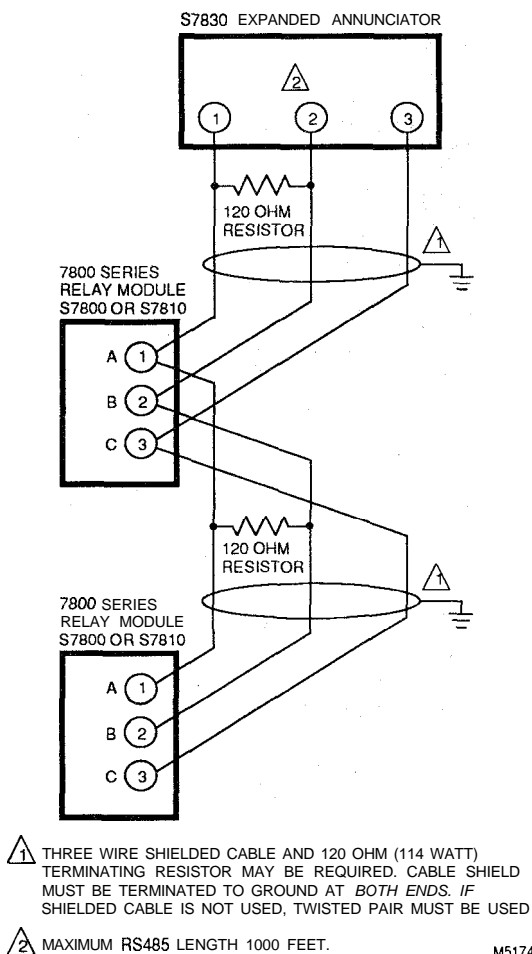 S7830 EXPANDED ANNUNCIATOR
2
1 2 3
120 OHM
RESISTOR
1
7800 SERIES
RELAY MODULE
S7800 OR S7810
A 1
B 2
C 3
120 OHM
RESISTOR
1
7800 SERIES
RELAY MODULE
S7800 OR S7810
A 1
B 2
C 3
1 THREE WIRE SHIELDED CABLE AND 120 OHM (114 WATT)
TERMINATING RESISTOR MAY BE REQUIRED. CABLE SHIELD
MUST BE TERMINATED TO GROUND AT BOTH ENDS. IF
SHIELDED CABLE IS NOT USED, TWISTED PAIR MUST BE USED
2 MAXIMUM RS485 LENGTH 1000 FEET.
M5174